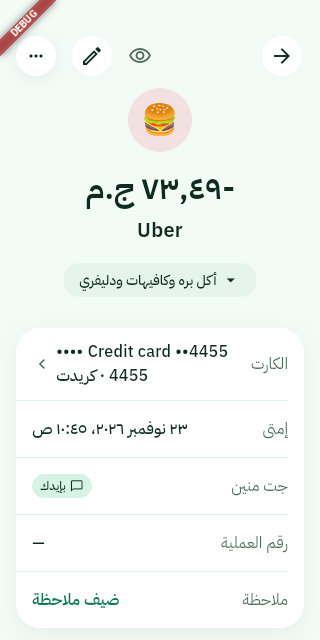 DEBUG
-٧٣,٤٩ ج.م
Uber
أكل بره وكافيهات ودليفري
الكارت
•••• Credit card ••4455
4455 · كريدت
إمتى
٢٣ نوفمبر ٢٠٢٦، ١٠:٤٥ ص
جت منين
بإيدك
رقم العملية
—
ملاحظة
ضيف ملاحظة